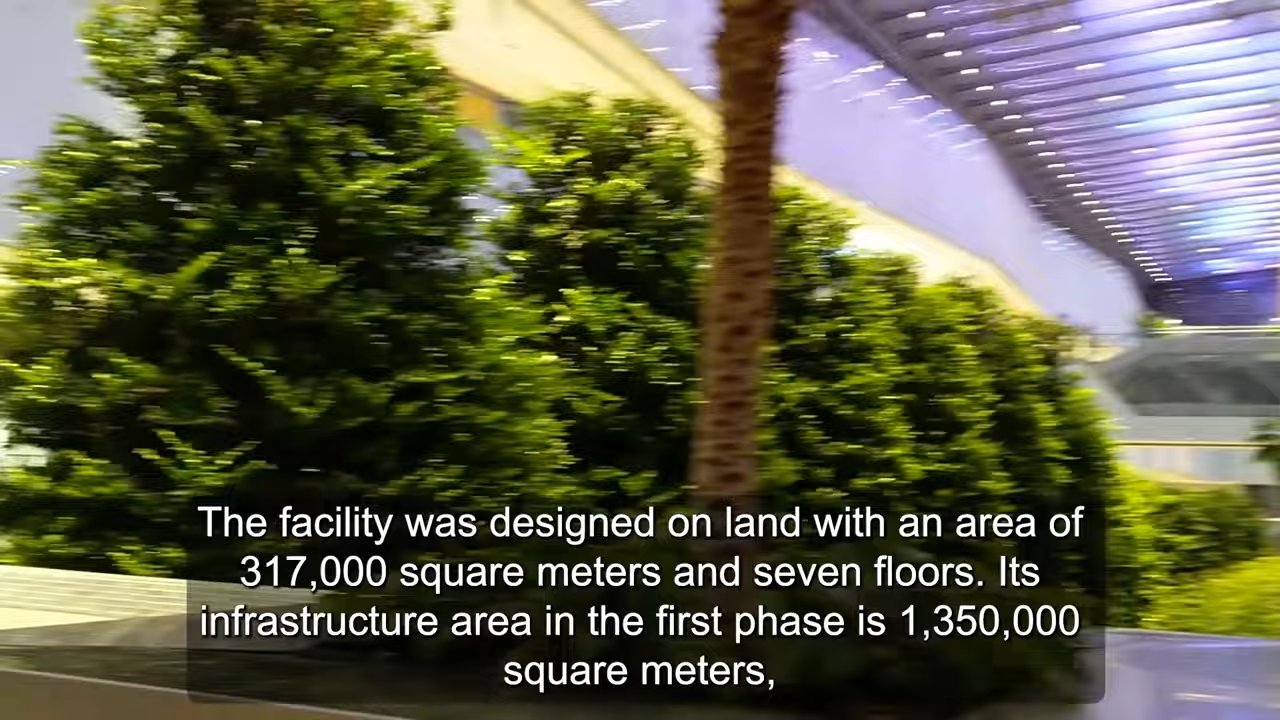 The facility was designed on land with an area of
317,000 square meters and seven floors. Its
infrastructure area in the first phase is 1,350,000
square meters,